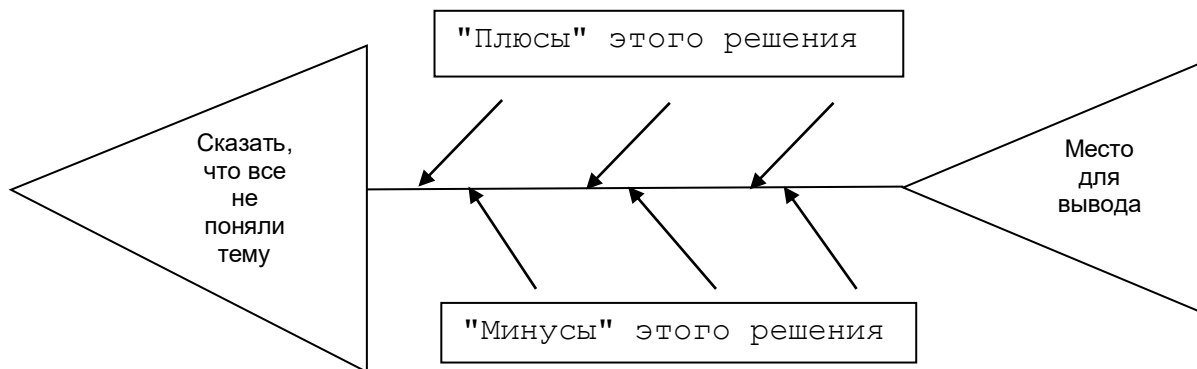 "Плюсы" этого решения
Сказать,
что все
не
поняли
тему
Место
для
вывода
"Минусы" этого решения